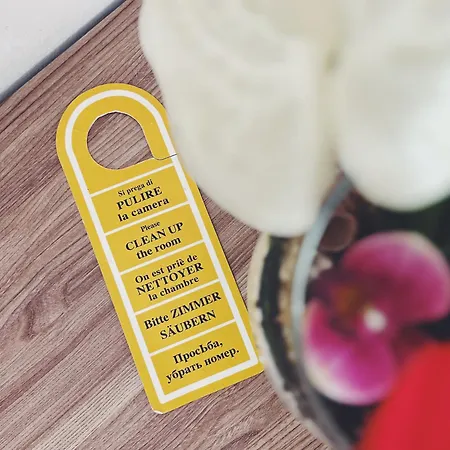 Si prega di
PULIRE
la camera
Please
CLEAN UP
the room
On est priè de
NETTOYER
la chambre
Bitte ZIMMER
SÄUBERN
Просьба,
убрать номер.